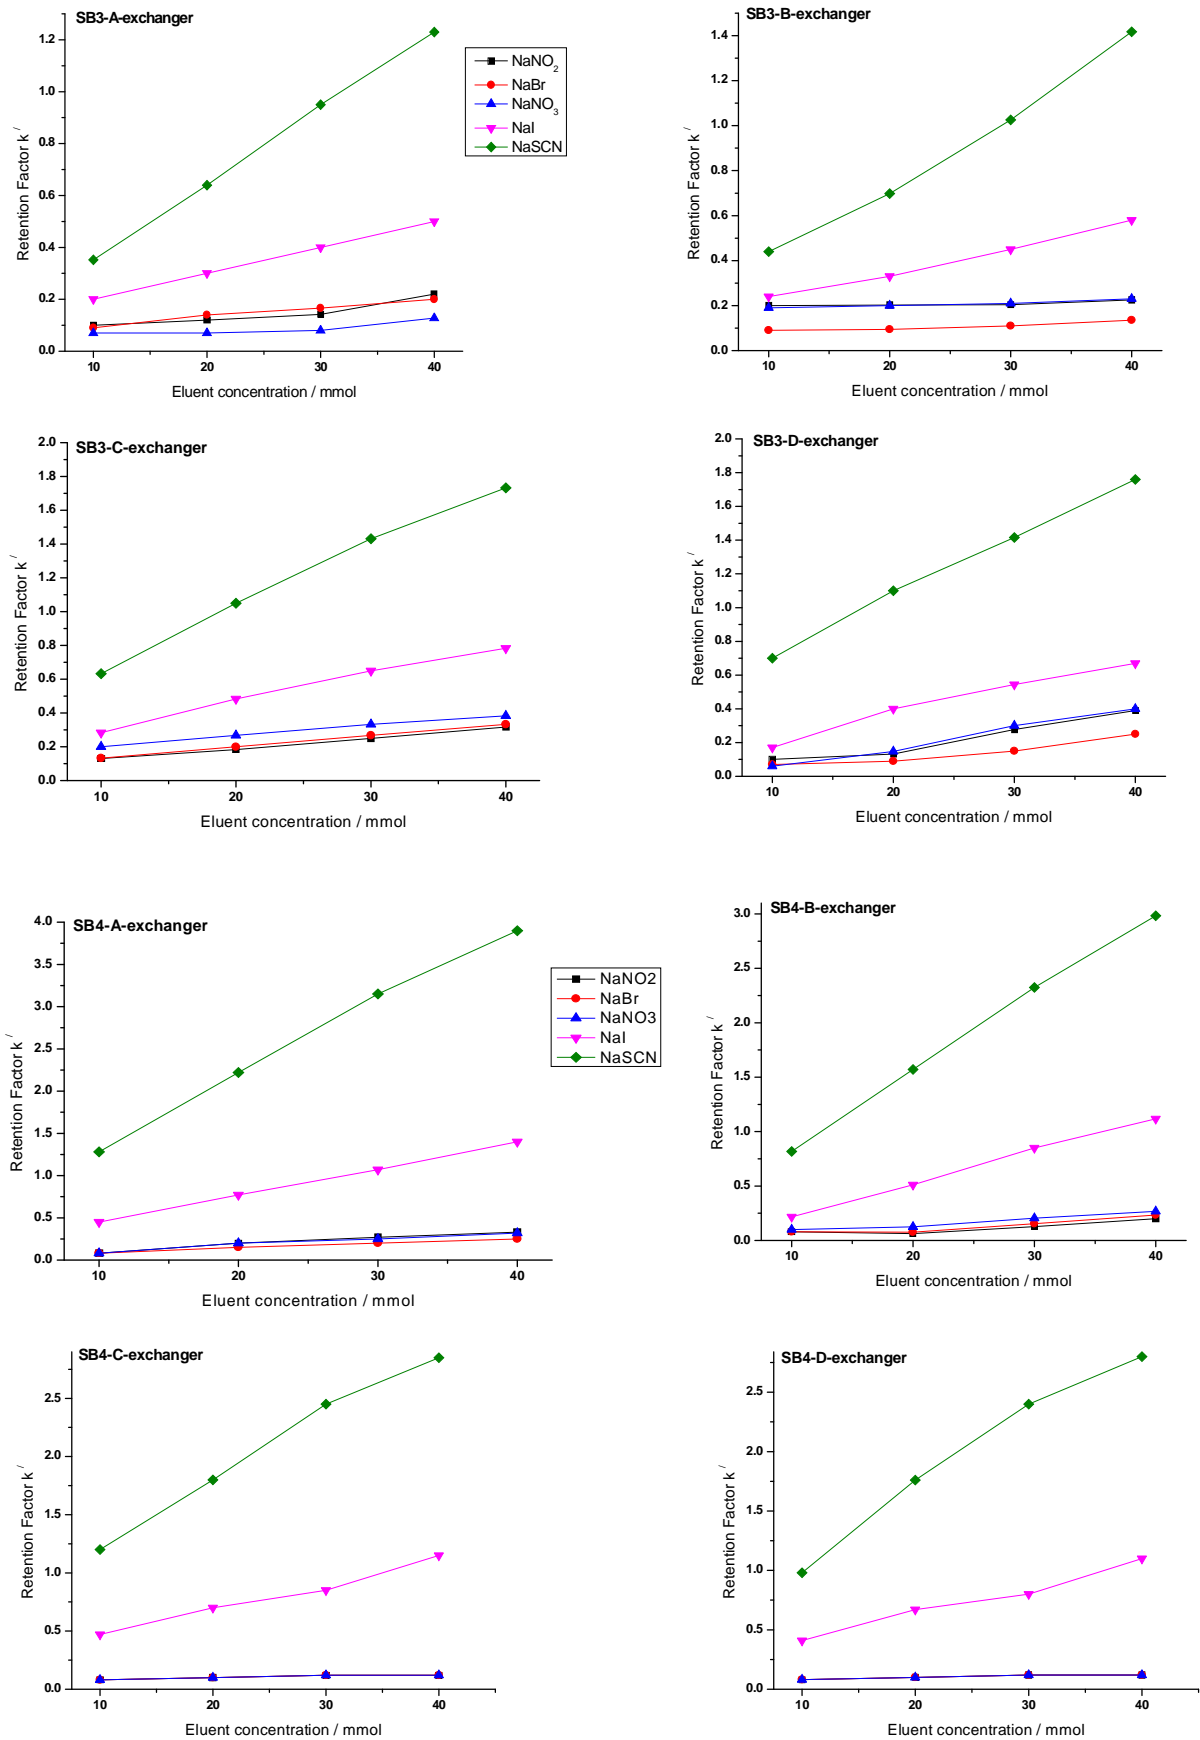 SB3-A-exchanger
1.2
1.0
0.8
0.6
0.4
0.2
0.0
10 20 30 40
Retention Factor k /
Eluent concentration / mmol
NaNO2
NaBr
NaNO3
NaI
NaSCN
SB3-B-exchanger
1.4
1.2
1.0
0.8
0.6
0.4
0.2
0.0
10 20 30 40
Retention Factor k /
Eluent concentration / mmol
SB3-C-exchanger
2.0
1.8
1.6
1.4
1.2
1.0
0.8
0.6
0.4
0.2
0.0
10 20 30 40
Retention Factor k /
Eluent concentration / mmol
SB3-D-exchanger
2.0
1.8
1.6
1.4
1.2
1.0
0.8
0.6
0.4
0.2
0.0
10 20 30 40
Retention Factor k /
Eluent concentration / mmol
SB4-A-exchanger
4.0
3.5
3.0
2.5
2.0
1.5
1.0
0.5
0.0
10 20 30 40
Retention Factor k /
Eluent concentration / mmol
NaNO2
NaBr
NaNO3
NaI
NaSCN
SB4-B-exchanger
3.0
2.5
2.0
1.5
1.0
0.5
0.0
10 20 30 40
Retention Factor k /
Eluent concentration / mmol
SB4-C-exchanger
2.5
2.0
1.5
1.0
0.5
0.0
10 20 30 40
Retention Factor k /
Eluent concentration / mmol
SB4-D-exchanger
2.5
2.0
1.5
1.0
0.5
0.0
10 20 30 40
Retention Factor k /
Eluent concentration / mmol